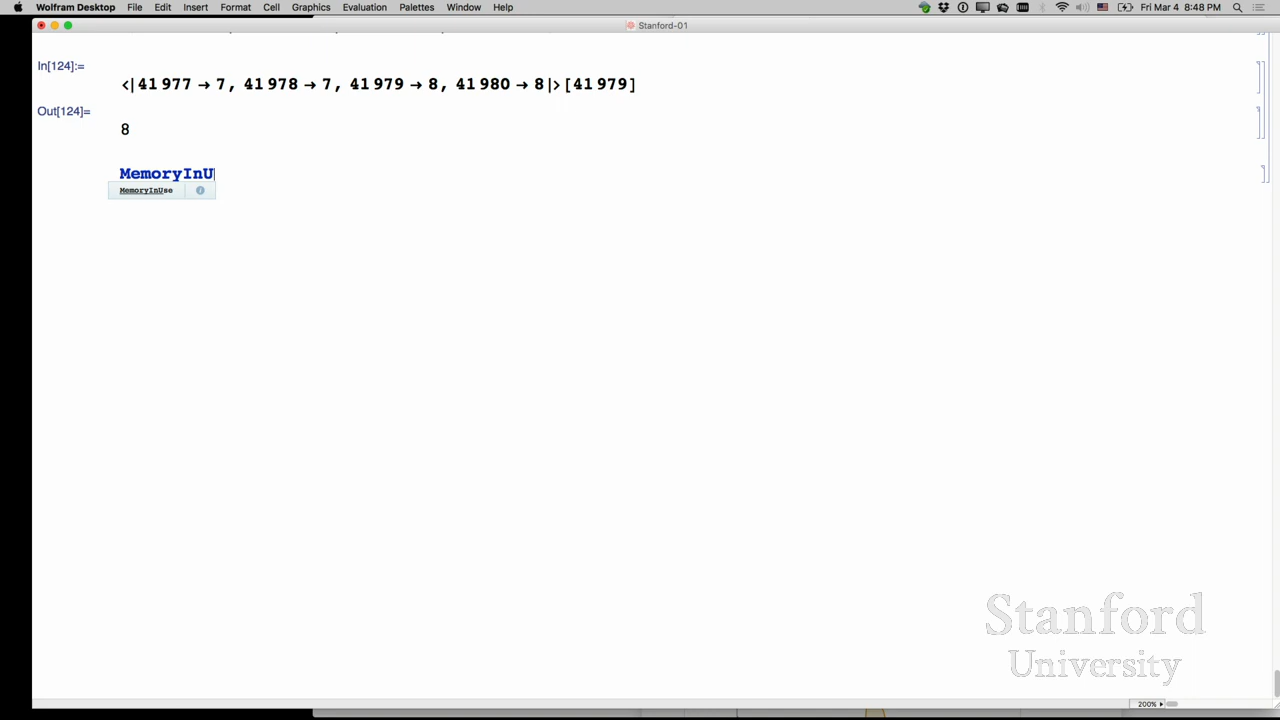 Wolfram Desktop File Edit Insert Format Cell Graphics Evaluation Palettes Window Help Fri Mar 4 8:48 PM
Stanford-01
In[124]:=
<|41977 → 7, 41978 → 7, 41979 → 8, 41980 → 8|>[41979]
Out[124]=
8
MemoryInU
MemoryInUse
Stanford
University
200%